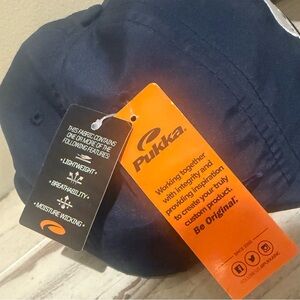 THIS FABRIC CONTAINS
ONE OR MORE OF THE
FOLLOWING FEATURES:
• LIGHTWEIGHT •
• BREATHABILITY •
• MOISTURE WICKING •
Pukka
Working together
with integrity and
providing inspiration
to create your truly
custom product.
Be Original.